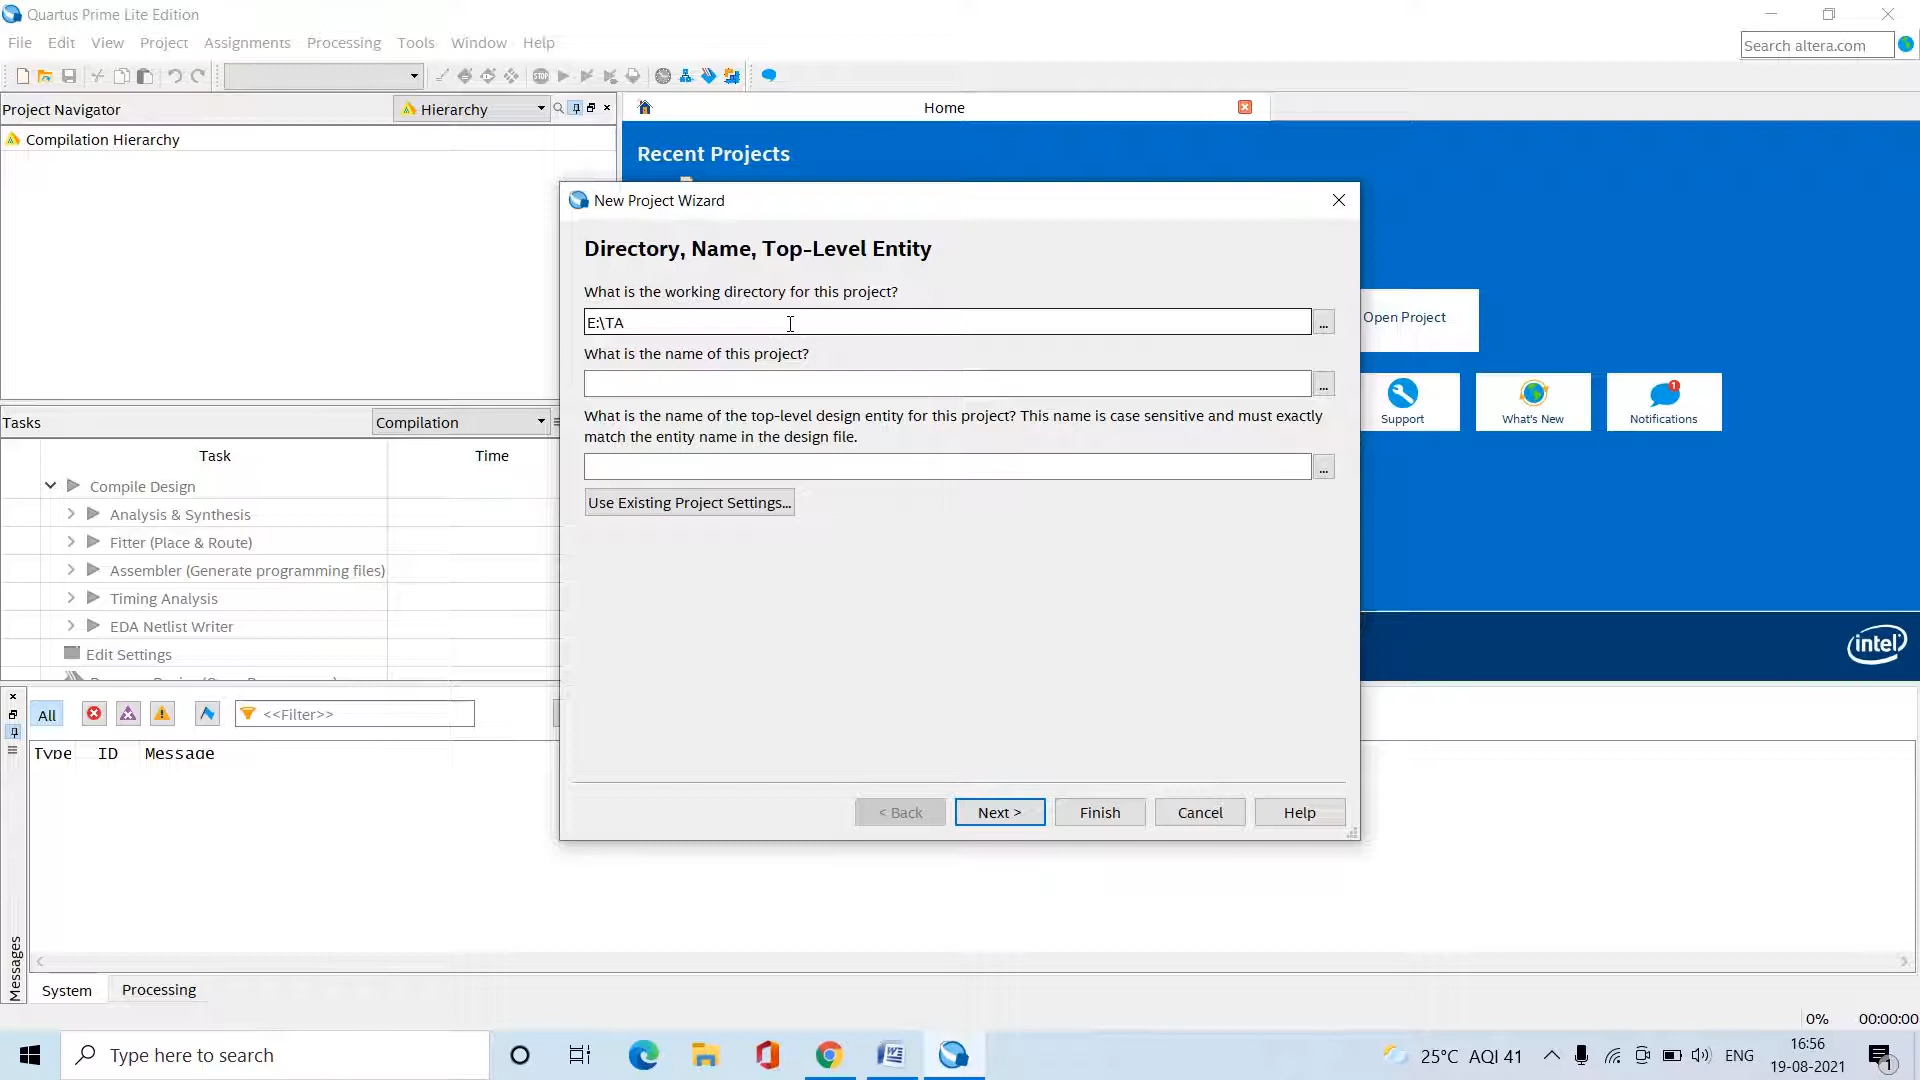 Quartus Prime Lite Edition
File Edit View Project Assignments Processing Tools Window Help
Search altera.com
Project Navigator
Hierarchy
Home
Compilation Hierarchy
Recent Projects
New Project Wizard
Directory, Name, Top-Level Entity
What is the working directory for this project?
E:\TA
...
What is the name of this project?
...
What is the name of the top-level design entity for this project? This name is case sensitive and must exactly
match the entity name in the design file.
...
Use Existing Project Settings...
< Back
Next >
Finish
Cancel
Help
Open Project
Support
What's New
1
Notifications
intel
Tasks
Compilation
Task
Time
Compile Design
Analysis & Synthesis
Fitter (Place & Route)
Assembler (Generate programming files)
Timing Analysis
EDA Netlist Writer
Edit Settings
All
<<Filter>>
Type ID Message
Messages
System
Processing
0% 00:00:00
Type here to search
25°C AQI 41
ENG
16:56
19-08-2021
1